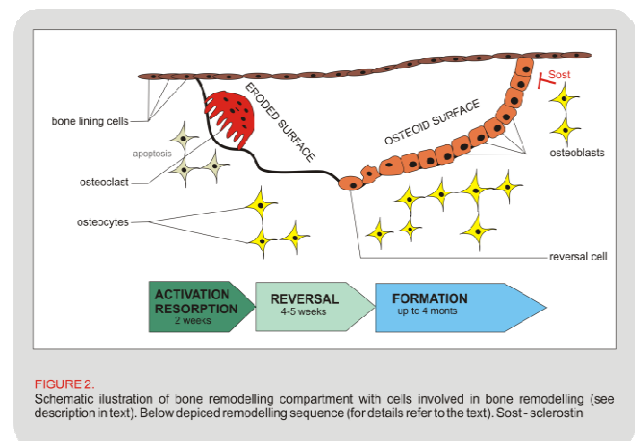 Sost
ERODED SURFACE
OSTEOID SURFACE
bone lining cells
apoptosis
osteoblasts
osteoclast
osteocytes
reversal cell
ACTIVATION
RESORPTION
2 weeks
REVERSAL
4-5 weeks
FORMATION
up to 4 monts
FIGURE 2.
Schematic illustration of bone remodelling compartment with cells involved in bone remodelling (see
description in text). Below depiced remodelling sequence (for details refer to the text). Sost - sclerostin